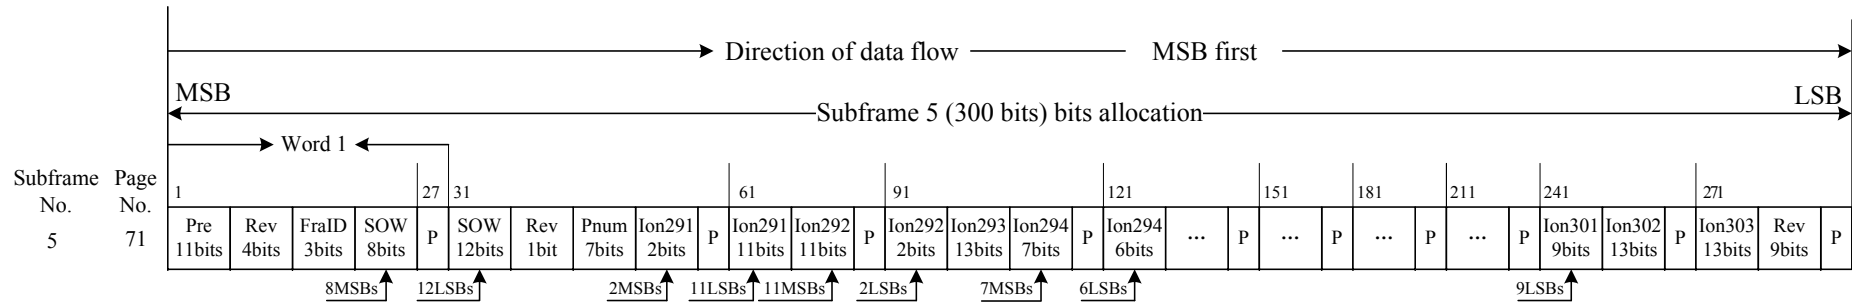 Direction of data flow MSB first
MSB LSB
Subframe 5 (300 bits) bits allocation
Word 1
Subframe Page
No. No.
1 27 31 61 91 121 151 181 211 241 271
5 71
Pre Rev FraID SOW P SOW Rev Pnum Ion291 P Ion291 Ion292 P Ion292 Ion293 Ion294 P Ion294 ... P ... P ... P ... P Ion301 Ion302 P Ion303 Rev P
11bits 4bits 3bits 8bits 12bits 1bit 7bits 2bits 11bits 11bits 2bits 13bits 7bits 6bits 9bits 13bits 13bits 9bits
8MSBs 12LSBs 2MSBs 11LSBs 11MSBs 2LSBs 7MSBs 6LSBs 9LSBs